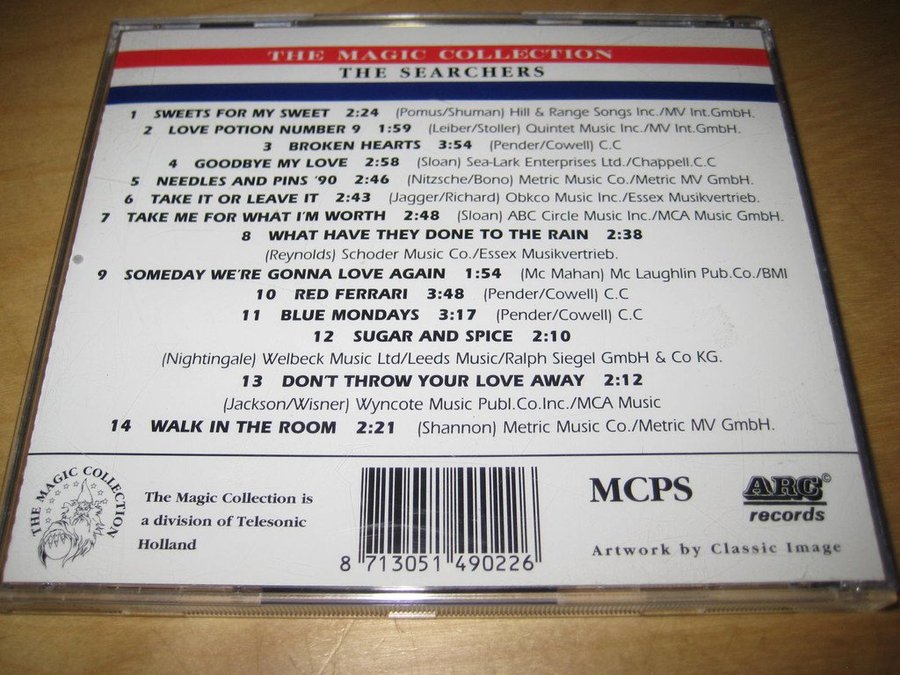 THE MAGIC COLLECTION
THE SEARCHERS
1 SWEETS FOR MY SWEET 2:24 (Pomus/Shuman) Hill & Range Songs Inc./MV Int.GmbH.
2 LOVE POTION NUMBER 9 1:59 (Leiber/Stoller) Quintet Music Inc./MV Int.GmbH.
3 BROKEN HEARTS 3:54 (Pender/Cowell) C.C
4 GOODBYE MY LOVE 2:58 (Sloan) Sea-Lark Enterprises Ltd./Chappell.C.C
5 NEEDLES AND PINS '90 2:46 (Nitzsche/Bono) Metric Music Co./Metric MV GmbH.
6 TAKE IT OR LEAVE IT 2:43 (Jagger/Richard) Obkco Music Inc./Essex Musikvertrieb.
7 TAKE ME FOR WHAT I'M WORTH 2:48 (Sloan) ABC Circle Music Inc./MCA Music GmbH.
8 WHAT HAVE THEY DONE TO THE RAIN 2:38
(Reynolds) Schoder Music Co./Essex Musikvertrieb.
9 SOMEDAY WE'RE GONNA LOVE AGAIN 1:54 (Mc Mahan) Mc Laughlin Pub.Co./BMI
10 RED FERRARI 3:48 (Pender/Cowell) C.C
11 BLUE MONDAYS 3:17 (Pender/Cowell) C.C
12 SUGAR AND SPICE 2:10
(Nightingale) Welbeck Music Ltd/Leeds Music/Ralph Siegel GmbH & Co KG.
13 DON'T THROW YOUR LOVE AWAY 2:12
(Jackson/Wisner) Wyncote Music Publ.Co.Inc./MCA Music
14 WALK IN THE ROOM 2:21 (Shannon) Metric Music Co./Metric MV GmbH.
THE MAGIC COLLECTION
The Magic Collection is
a division of Telesonic
Holland
8 713051 490226
MCPS
ARC®
records
Artwork by Classic Image